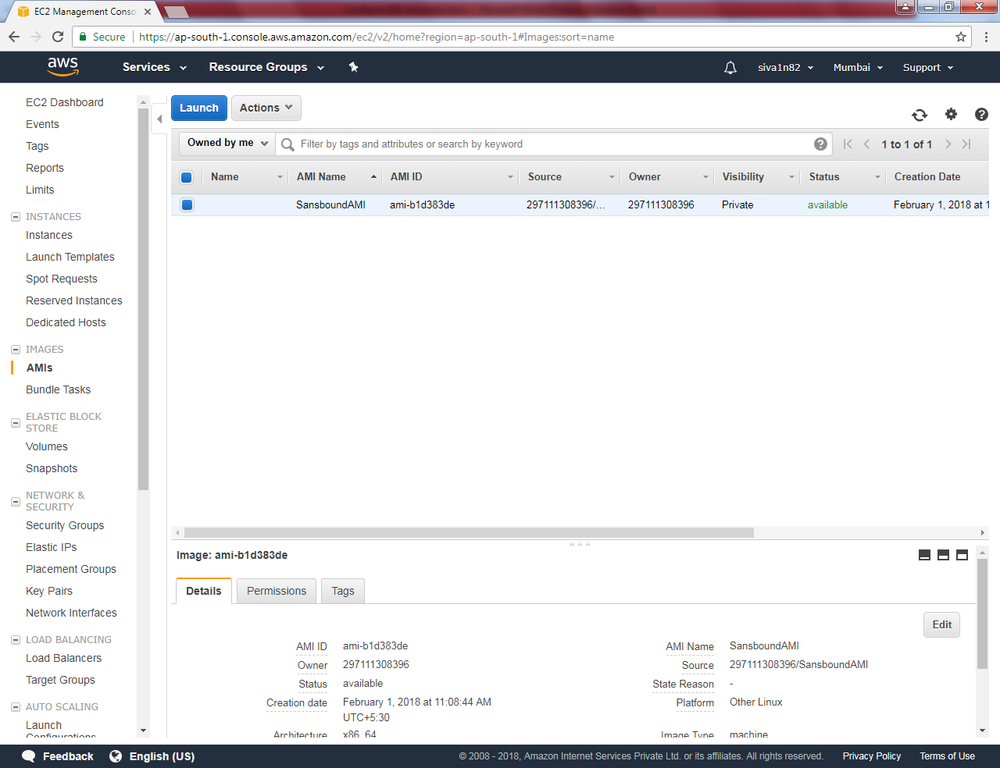 EC2 Management Conso
Secure
https://ap-south-1.console.aws.amazon.com/ec2/v2/home?region=ap-south-1#Images:sort=name
aws
Services
Resource Groups
siva1n82
Mumbai
Support
EC2 Dashboard
Events
Tags
Reports
Limits
INSTANCES
Instances
Launch Templates
Spot Requests
Reserved Instances
Dedicated Hosts
IMAGES
AMIs
Bundle Tasks
ELASTIC BLOCK
STORE
Volumes
Snapshots
NETWORK &
SECURITY
Security Groups
Elastic IPs
Placement Groups
Key Pairs
Network Interfaces
LOAD BALANCING
Load Balancers
Target Groups
AUTO SCALING
Launch
Configurations
Launch
Actions
Owned by me
Filter by tags and attributes or search by keyword
1 to 1 of 1
Name
AMI Name
AMI ID
Source
Owner
Visibility
Status
Creation Date
SansboundAMI
ami-b1d383de
297111308396/...
297111308396
Private
available
February 1, 2018 at 1
Image: ami-b1d383de
Details
Permissions
Tags
Edit
AMI ID ami-b1d383de
AMI Name SansboundAMI
Owner 297111308396
Source 297111308396/SansboundAMI
Status available
State Reason -
Creation date February 1, 2018 at 11:08:44 AM
UTC+5:30
Platform Other Linux
Architecture x86_64
Image Type machine
Feedback
English (US)
© 2008 - 2018, Amazon Internet Services Private Ltd. or its affiliates. All rights reserved.
Privacy Policy
Terms of Use